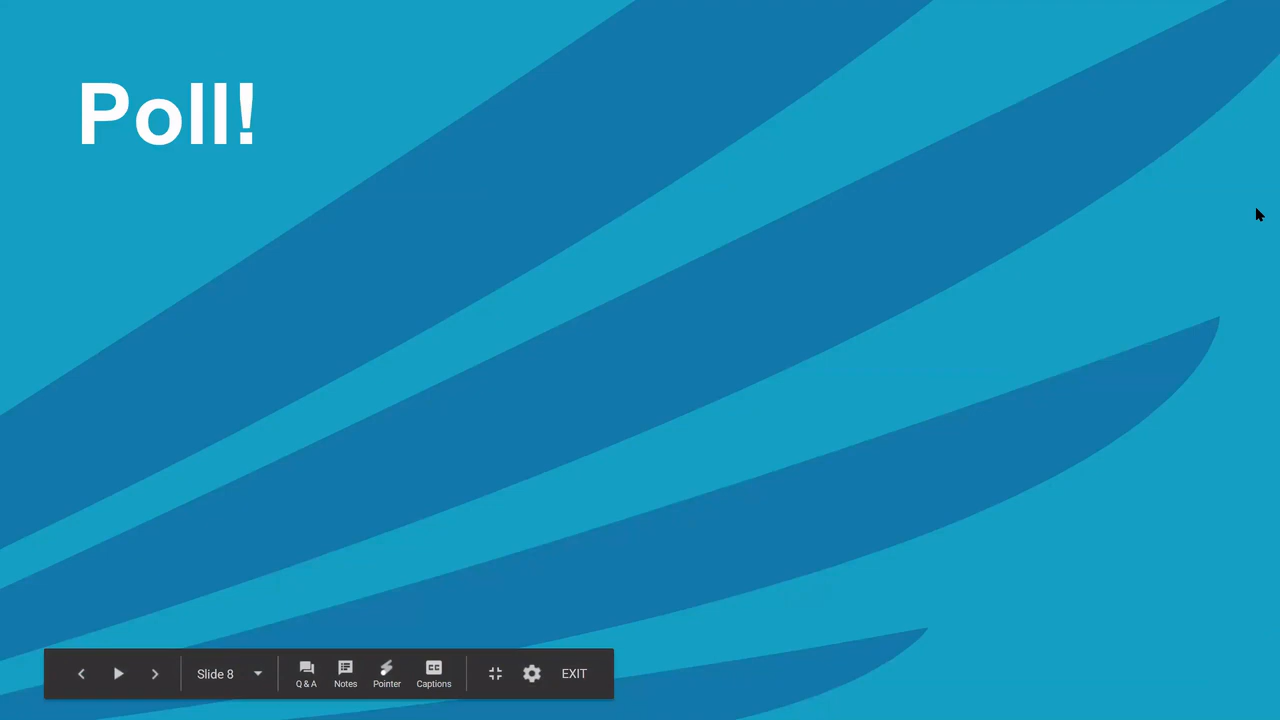 Poll!
Slide 8
Q & A
Notes
Pointer
Captions
EXIT